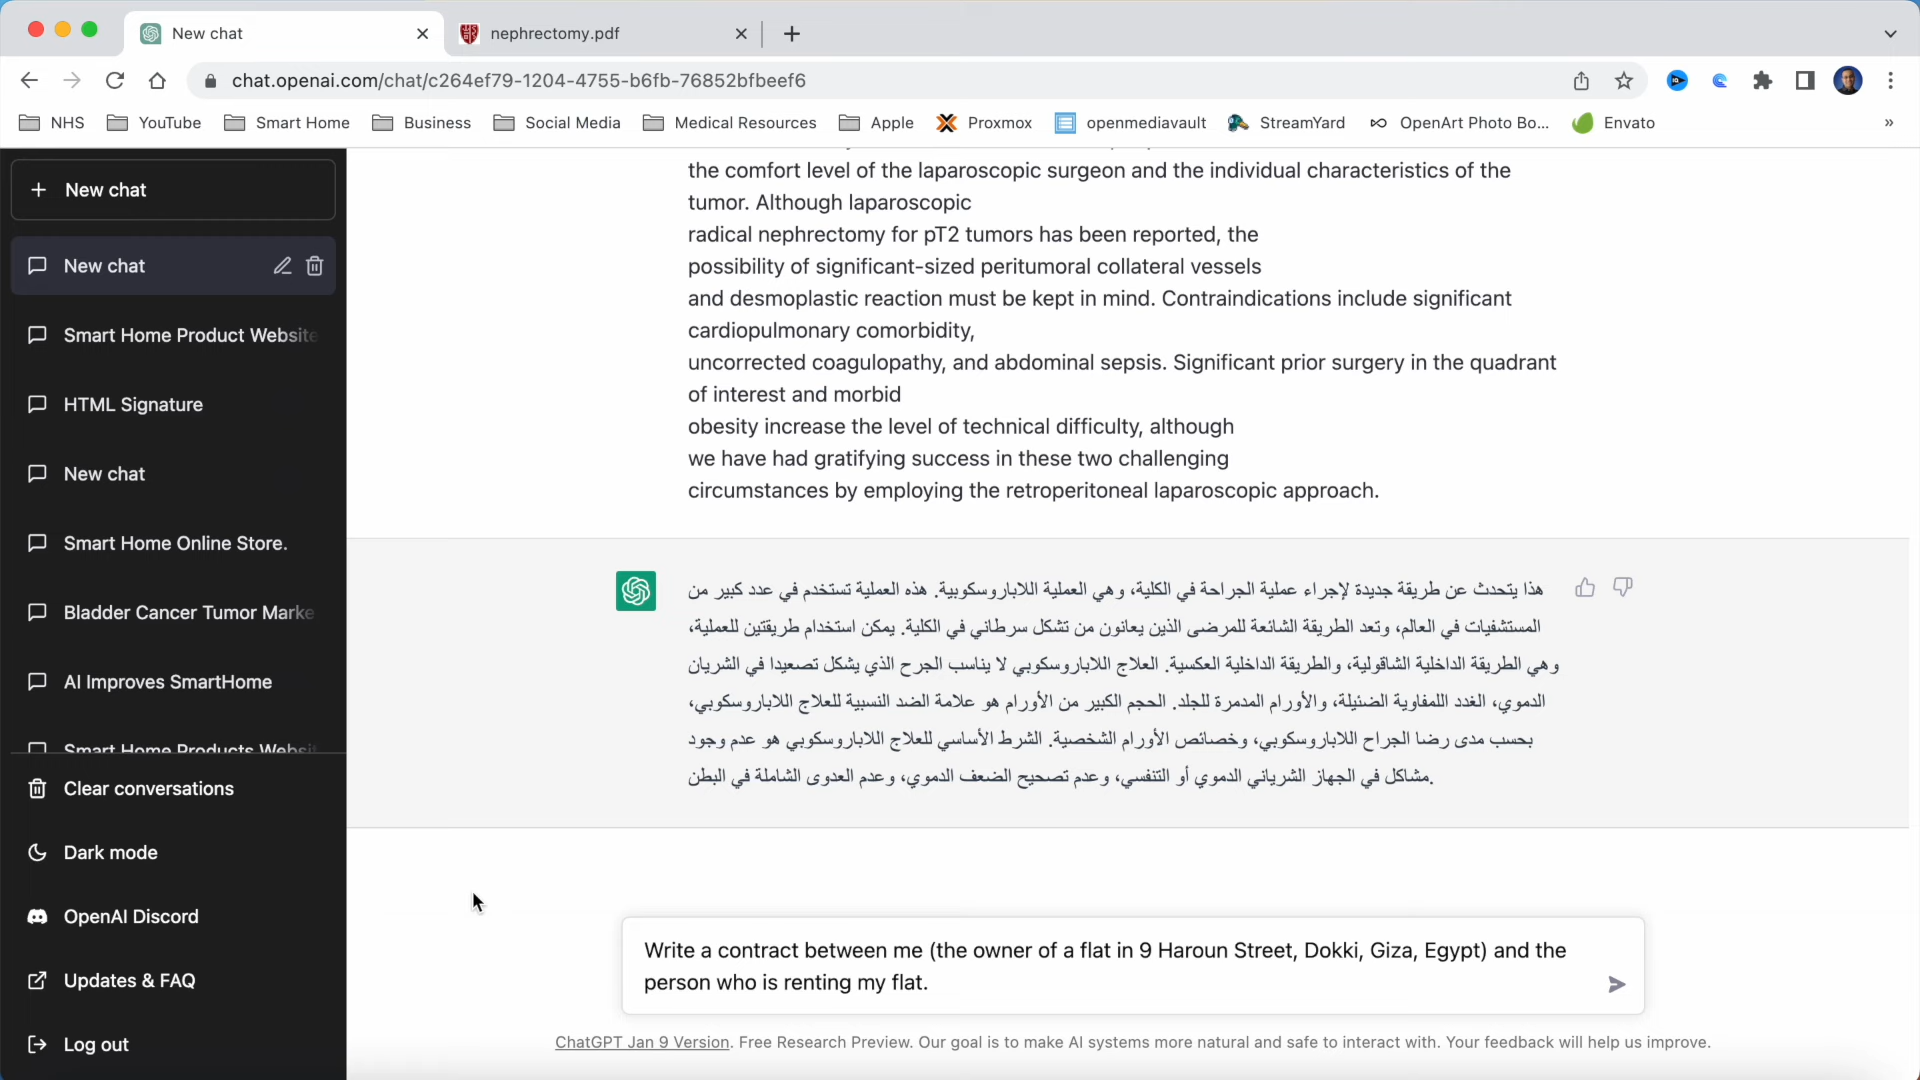 New chat
nephrectomy.pdf
chat.openai.com/chat/c264ef79-1204-4755-b6fb-76852bfbeef6
NHS
YouTube
Smart Home
Business
Social Media
Medical Resources
Apple
Proxmox
openmediavault
StreamYard
OpenArt Photo Bo...
Envato
»
+ New chat
New chat
Smart Home Product Website
HTML Signature
New chat
Smart Home Online Store.
Bladder Cancer Tumor Marke
AI Improves SmartHome
Smart Home Products Websit
Clear conversations
Dark mode
OpenAI Discord
Updates & FAQ
Log out
the comfort level of the laparoscopic surgeon and the individual characteristics of the
tumor. Although laparoscopic
radical nephrectomy for pT2 tumors has been reported, the
possibility of significant-sized peritumoral collateral vessels
and desmoplastic reaction must be kept in mind. Contraindications include significant
cardiopulmonary comorbidity,
uncorrected coagulopathy, and abdominal sepsis. Significant prior surgery in the quadrant
of interest and morbid
obesity increase the level of technical difficulty, although
we have had gratifying success in these two challenging
circumstances by employing the retroperitoneal laparoscopic approach.
هذا يتحدث عن طريقة جديدة لإجراء عملية الجراحة في الكلية، وهي العملية اللاباروسكوبية. هذه العملية تستخدم في عدد كبير من
المستشفيات في العالم، وتعد الطريقة الشائعة للمرضى الذين يعانون من تشكل سرطاني في الكلية. يمكن استخدام طريقتين للعملية،
وهي الطريقة الداخلية الشاقولية، والطريقة الداخلية العكسية. العلاج اللاباروسكوبي لا يناسب الجرح الذي يشكل تصعيدا في الشريان
الدموي، الغدد اللمفاوية الضئيلة، والأورام المدمرة للجلد. الحجم الكبير من الأورام هو علامة الضد النسبية للعلاج اللاباروسكوبي،
بحسب مدى رضا الجراح اللاباروسكوبي، وخصائص الأورام الشخصية. الشرط الأساسي للعلاج اللاباروسكوبي هو عدم وجود
مشاكل في الجهاز الشرياني الدموي أو التنفسي، وعدم تصحيح الضعف الدموي، وعدم العدوى الشاملة في البطن.
Write a contract between me (the owner of a flat in 9 Haroun Street, Dokki, Giza, Egypt) and the
person who is renting my flat.
ChatGPT Jan 9 Version. Free Research Preview. Our goal is to make AI systems more natural and safe to interact with. Your feedback will help us improve.